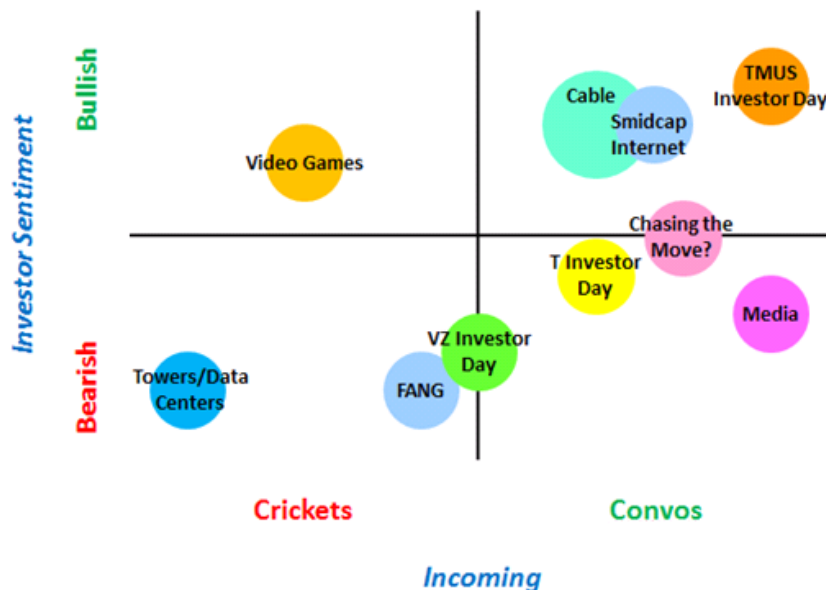 Investor Sentiment
Bullish
Bearish
Cable
Smidcap
Internet
TMUS
Investor Day
Video Games
Chasing the
Move?
T Investor
Day
Media
VZ Investor
Day
Towers/Data
Centers
FANG
Crickets
Convos
Incoming